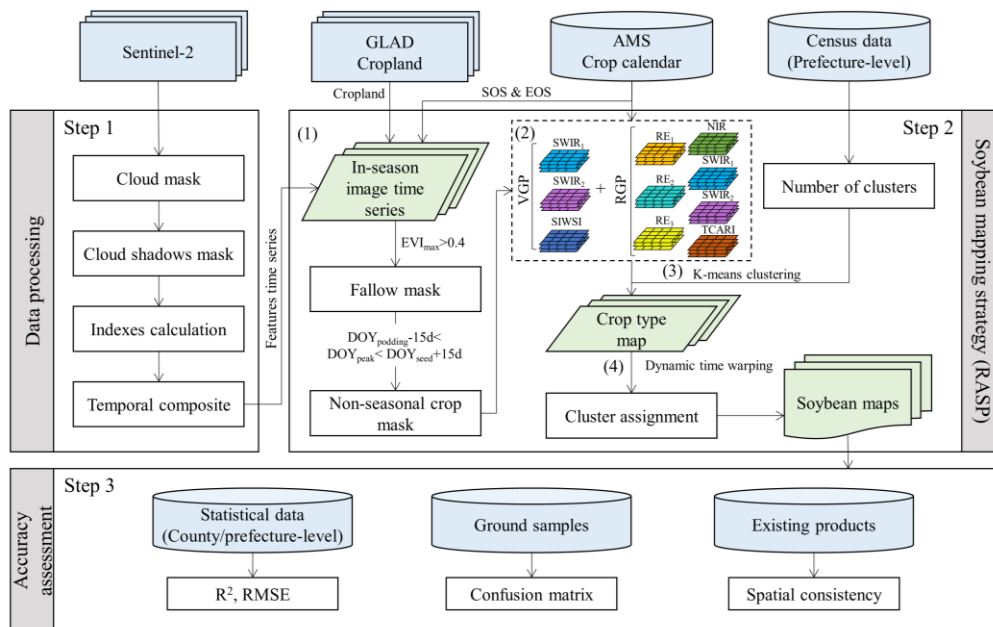 Sentinel-2
GLAD
Cropland
AMS
Crop calendar
Census data
(Prefecture-level)
Cropland
SOS & EOS
Data processing
Step 1
Cloud mask
Cloud shadows mask
Indexes calculation
Temporal composite
Features time series
Step 2
Soybean mapping
strategy (RASP)
(1)
In-season
image time
series
EVImax>0.4
Fallow mask
DOYpodding-15d<
DOYpeak< DOYseed+15d
Non-seasonal crop
mask
(2)
VGP
SWIR1
SWIR2
SIWSI
+
RGP
RE1
RE2
RE3
NIR
SWIR1
SWIR2
TCARI
Number of clusters
(3)
K-means clustering
Crop type
map
(4)
Dynamic time warping
Cluster assignment
Soybean maps
Accuracy
assessment
Step 3
Statistical data
(County/prefecture-level)
Ground samples
Existing products
R2, RMSE
Confusion matrix
Spatial consistency